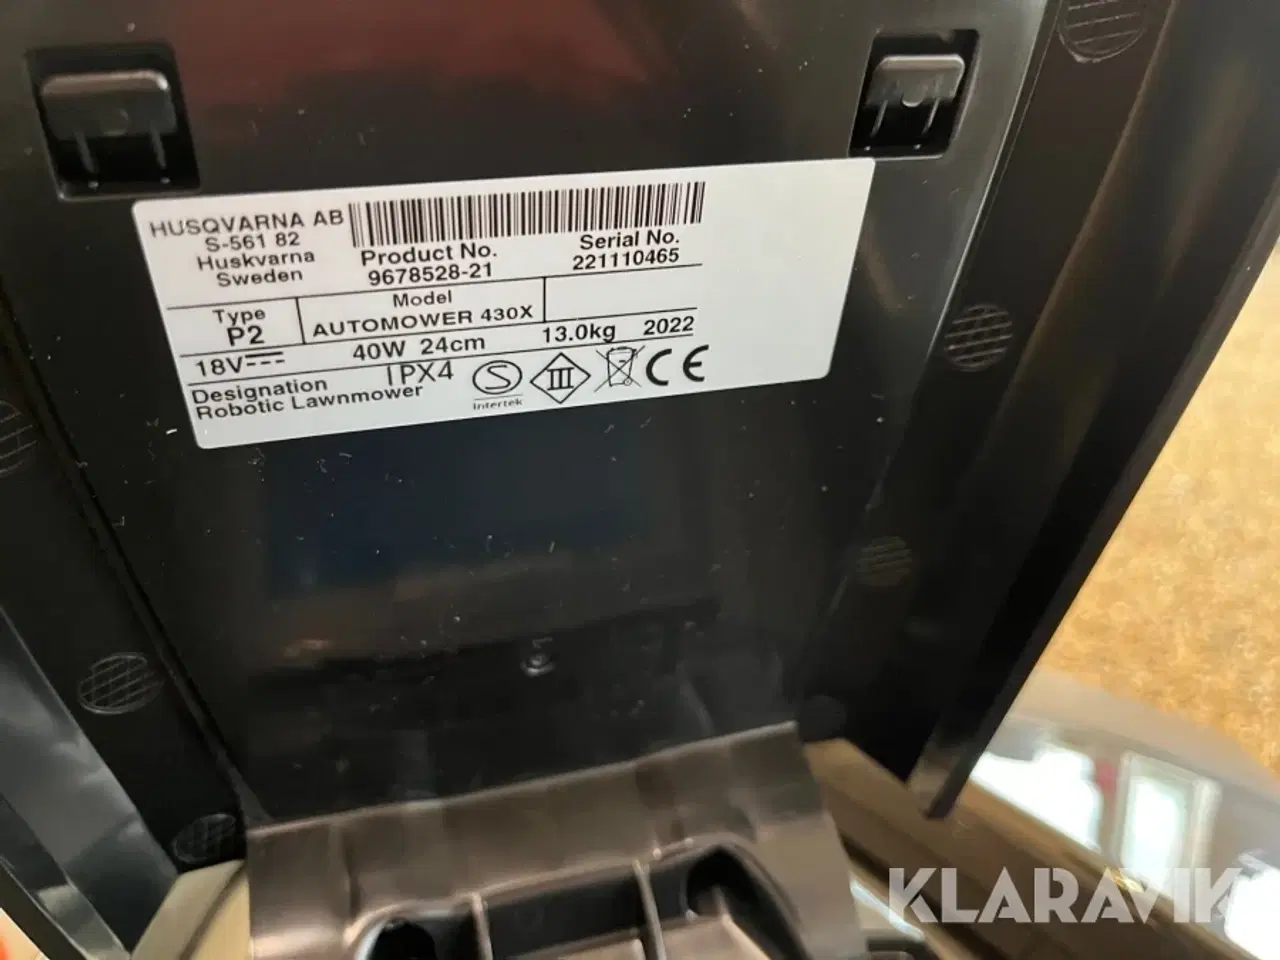 HUSQVARNA AB
S-561 82
Huskvarna
Sweden
Product No.
9678528-21
Serial No.
221110465
Type
P2
Model
AUTOMOWER 430X
18V
40W 24cm
13.0kg 2022
Designation
Robotic Lawnmower
IPX4
S
Intertek
III
CE
KLARAVIK